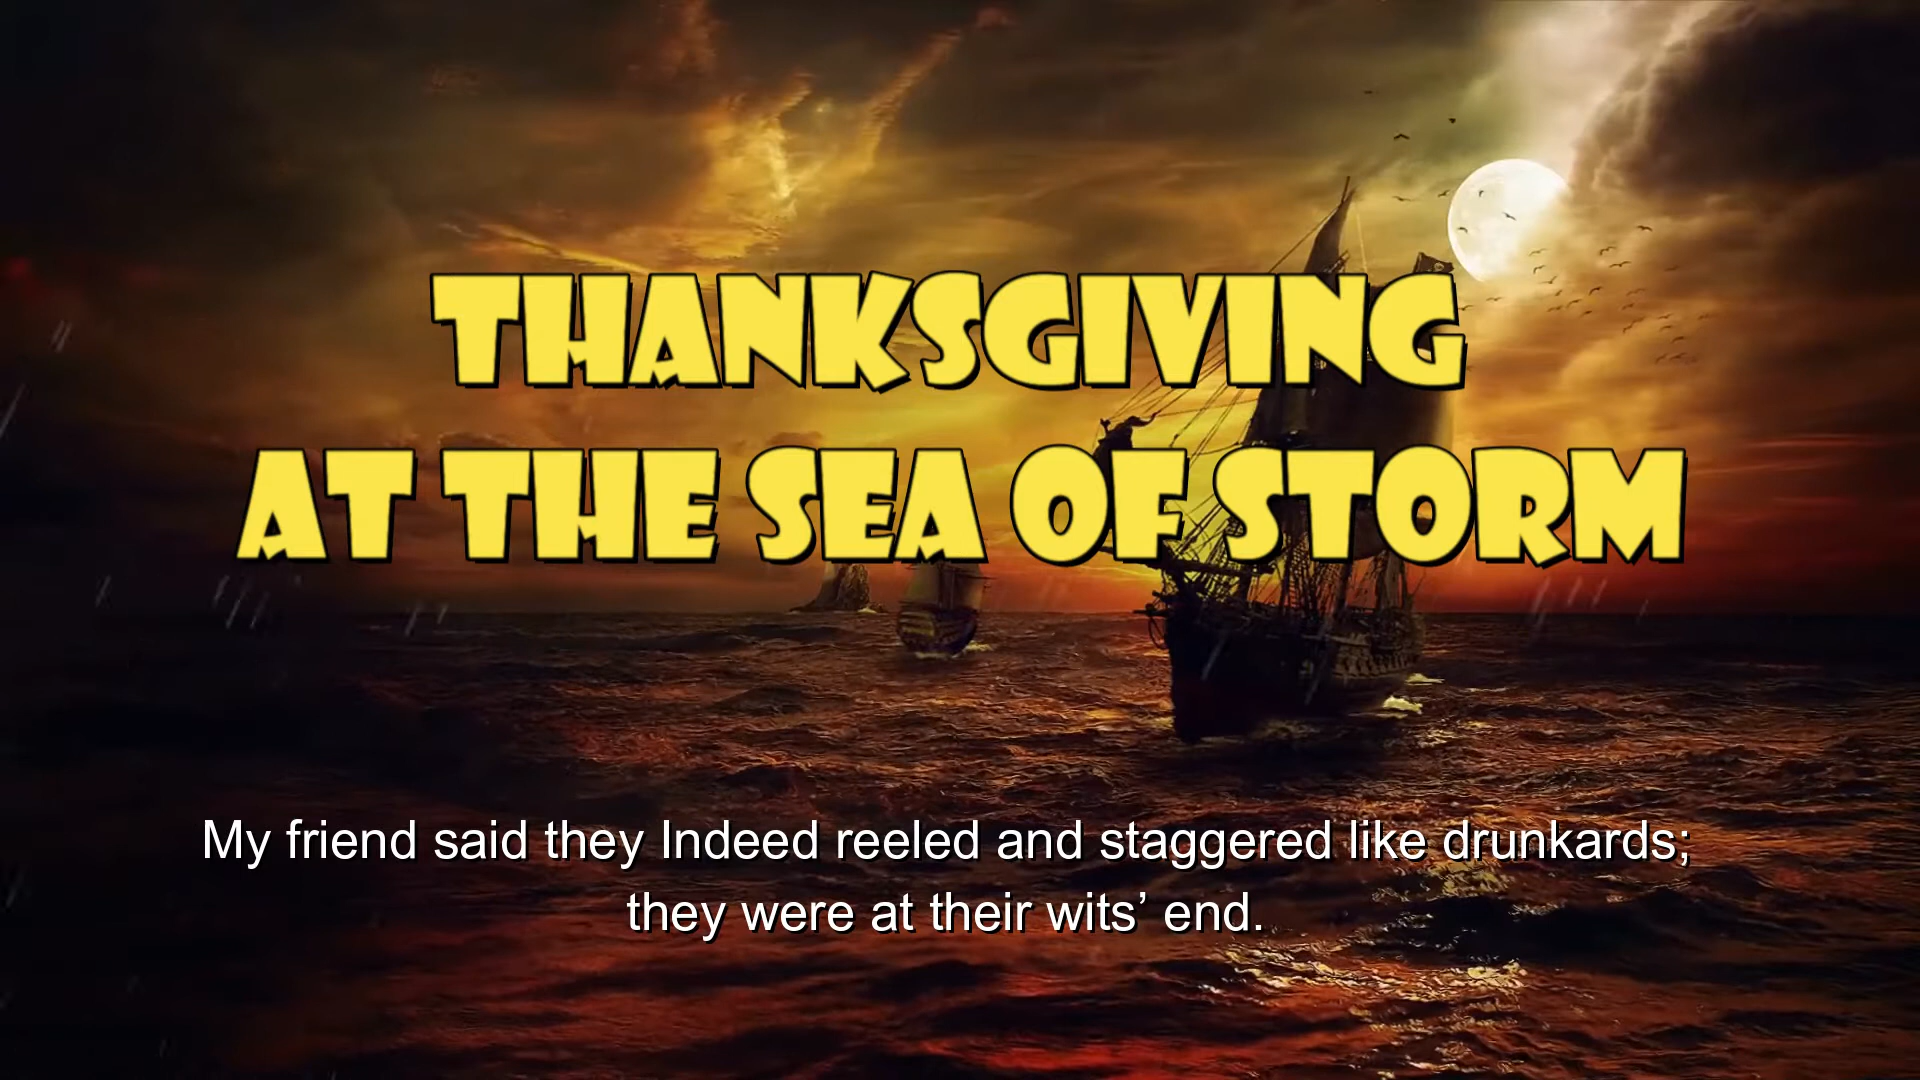 THANKSGIVING
AT THE SEA OF STORM
My friend said they Indeed reeled and staggered like drunkards;
they were at their wits’ end.